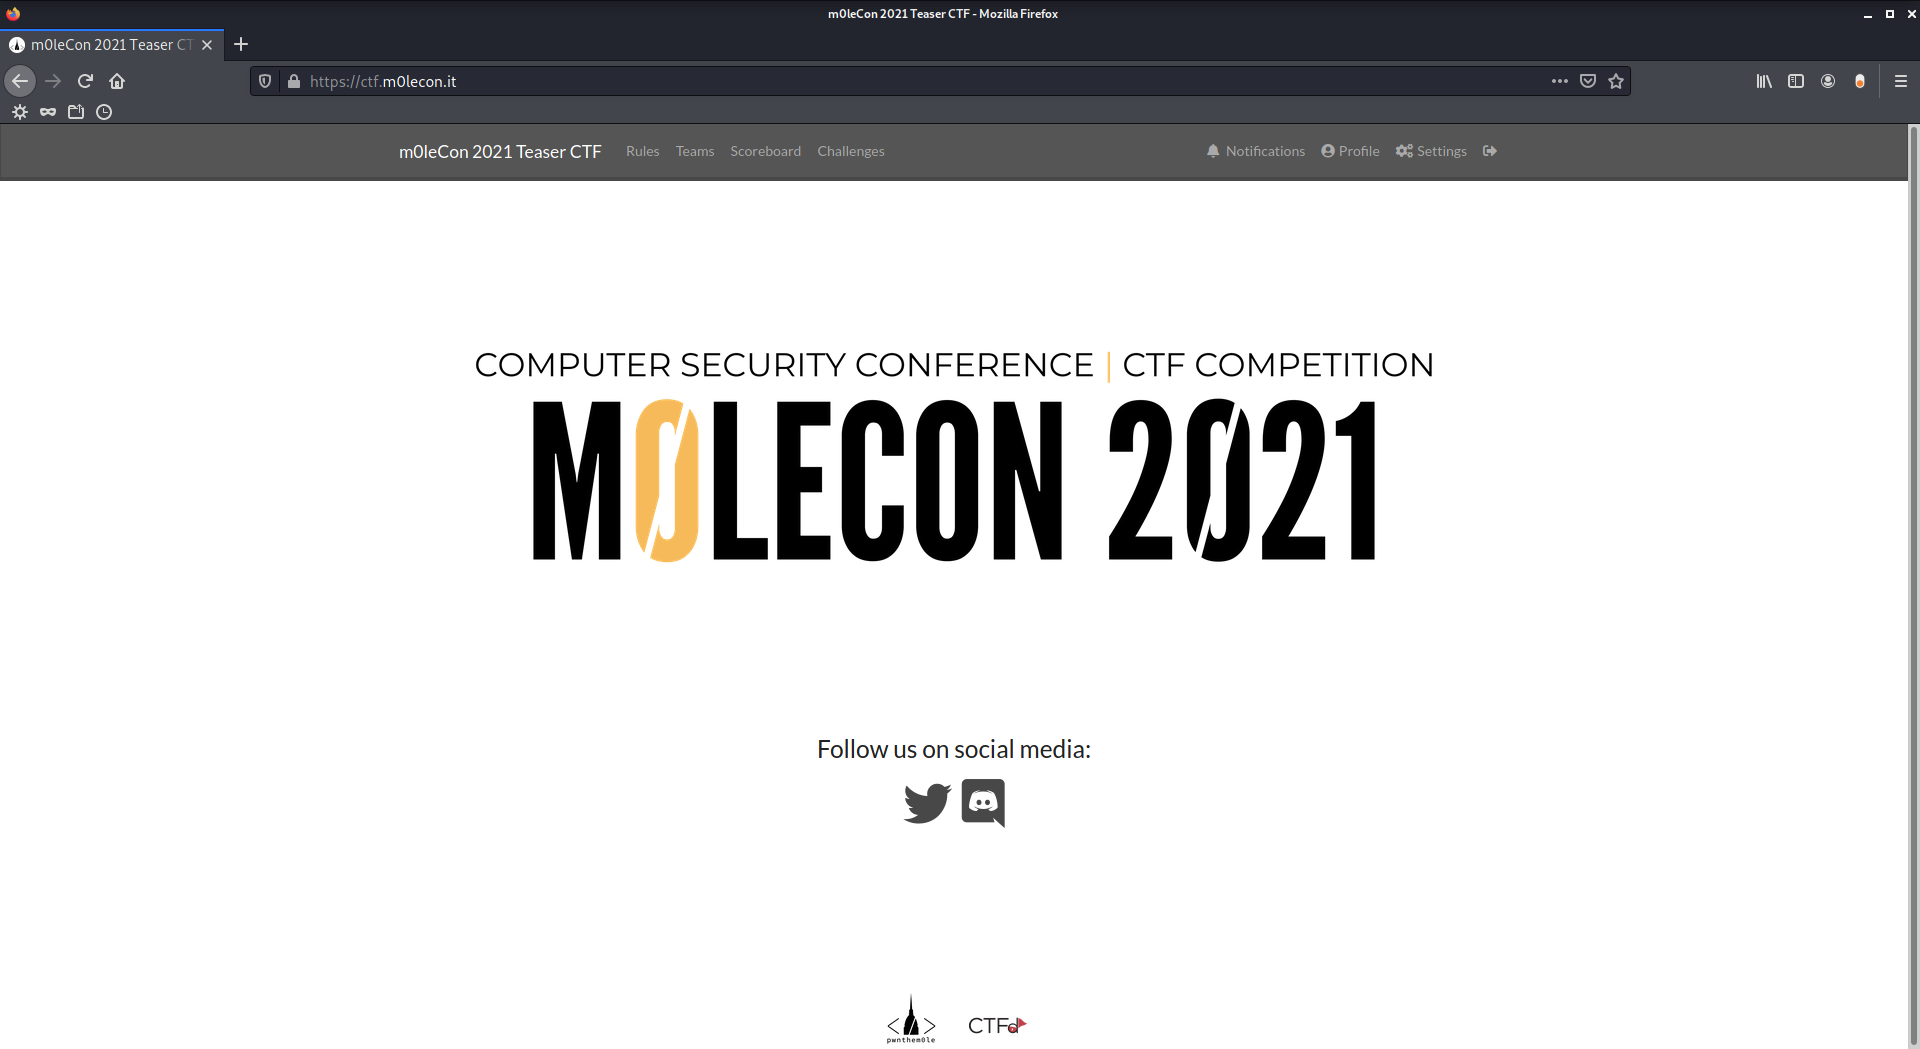 m0leCon 2021 Teaser CTF - Mozilla Firefox
m0leCon 2021 Teaser CT
https://ctf.m0lecon.it
m0leCon 2021 Teaser CTF Rules Teams Scoreboard Challenges Notifications Profile Settings
COMPUTER SECURITY CONFERENCE | CTF COMPETITION
M0LECON 2021
Follow us on social media:
< >
pwnthem0le
CTFd